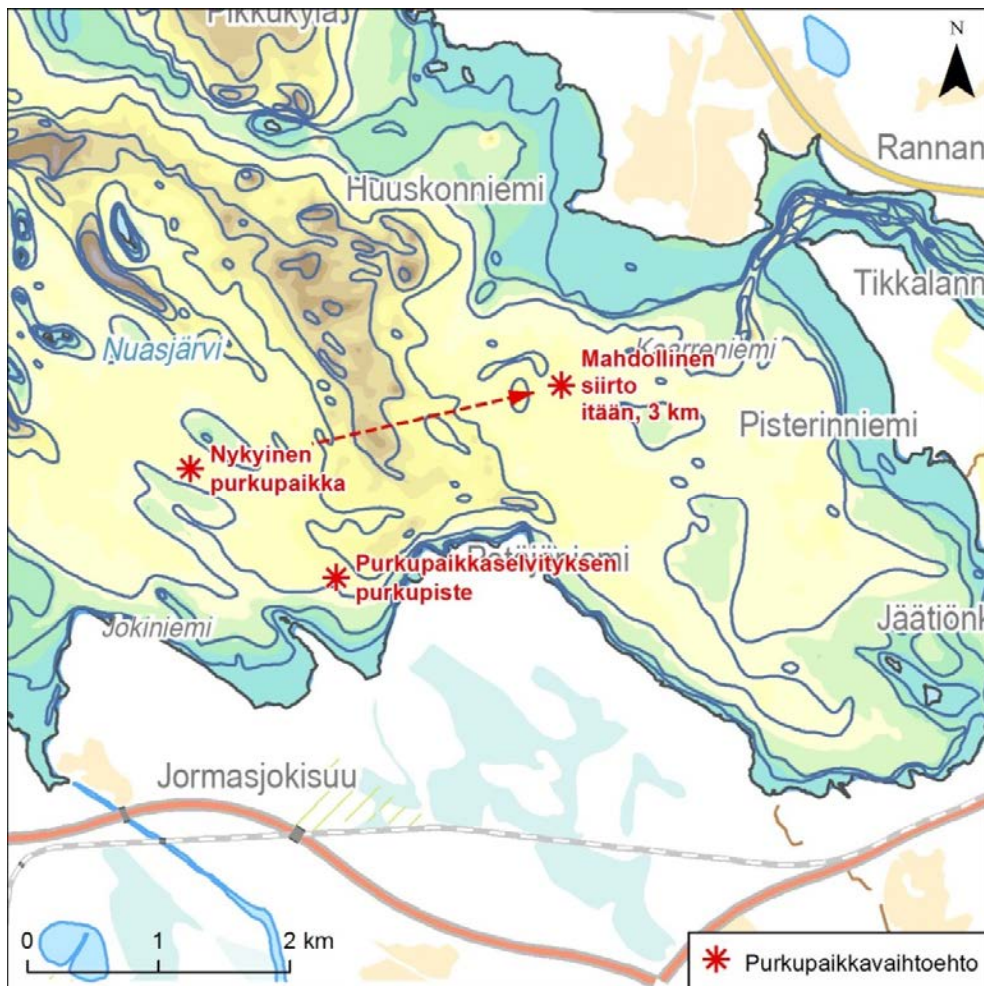 Pikkukylä
N
Rannan
Huuskonniemi
Tikkalann
Nuasjärvi
Kaarreniemi
Mahdollinen
siirto
itään, 3 km
Pisterinniemi
Nykyinen
purkupaikka
Petäjäniemi
Purkupaikkaselvityksen
purkupiste
Jokiniemi
Jäätiönk
Jormasjokisuu
0 1 2 km
Purkupaikkavaihtoehto